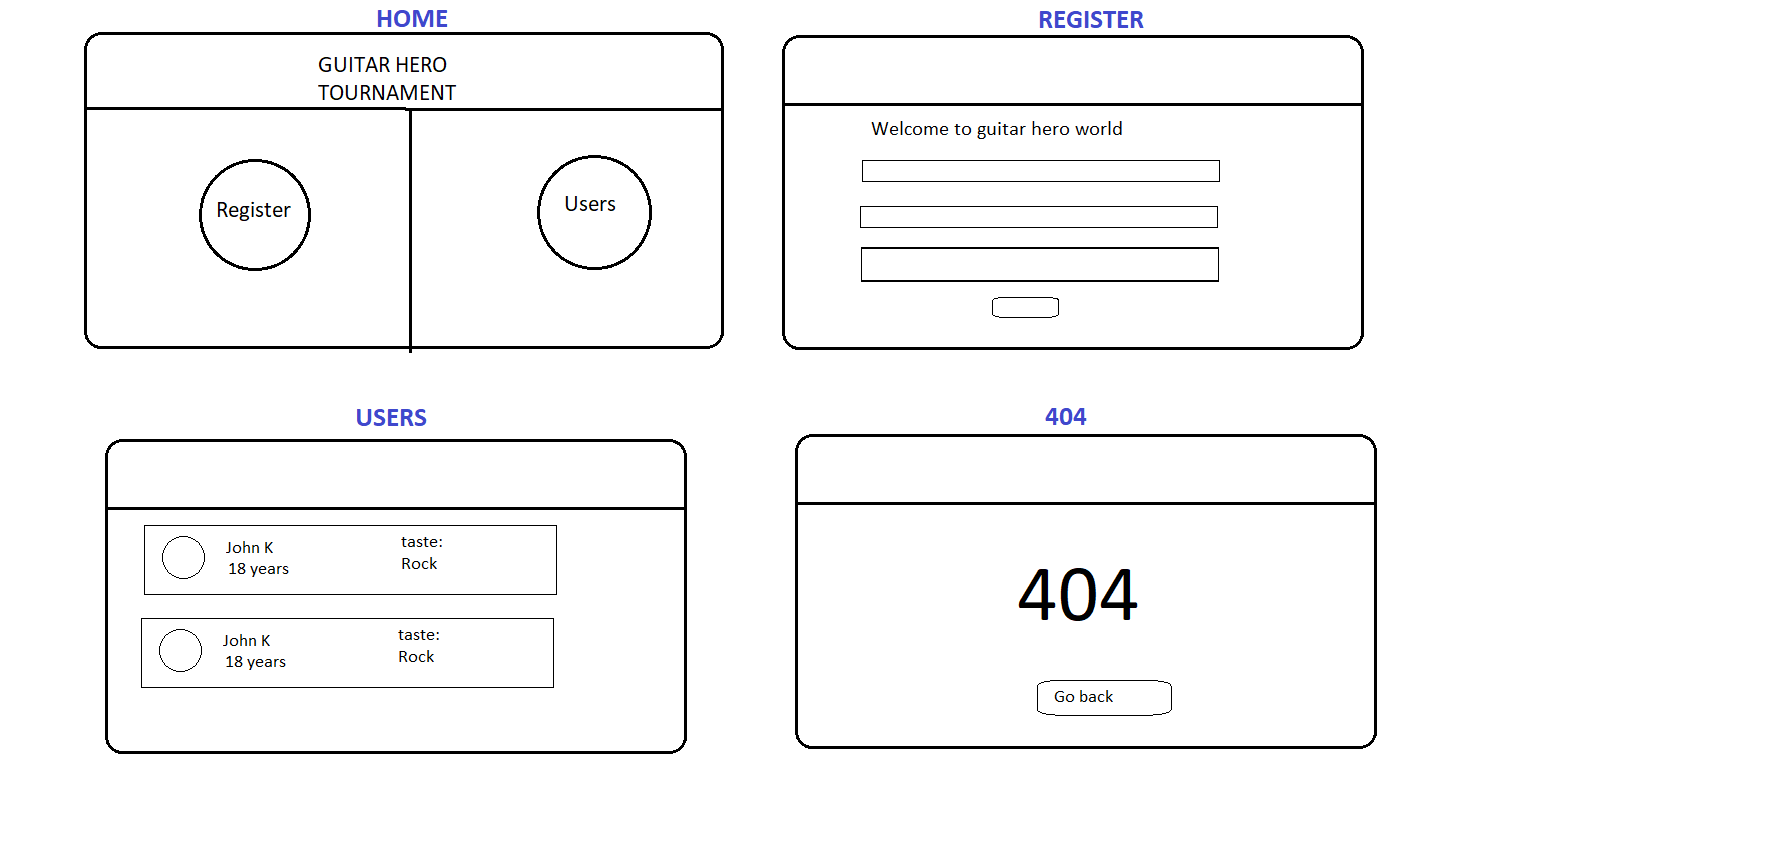 HOME
GUITAR HERO
TOURNAMENT
Register
Users
REGISTER
Welcome to guitar hero world
USERS
John K
18 years
taste:
Rock
John K
18 years
taste:
Rock
404
404
Go back